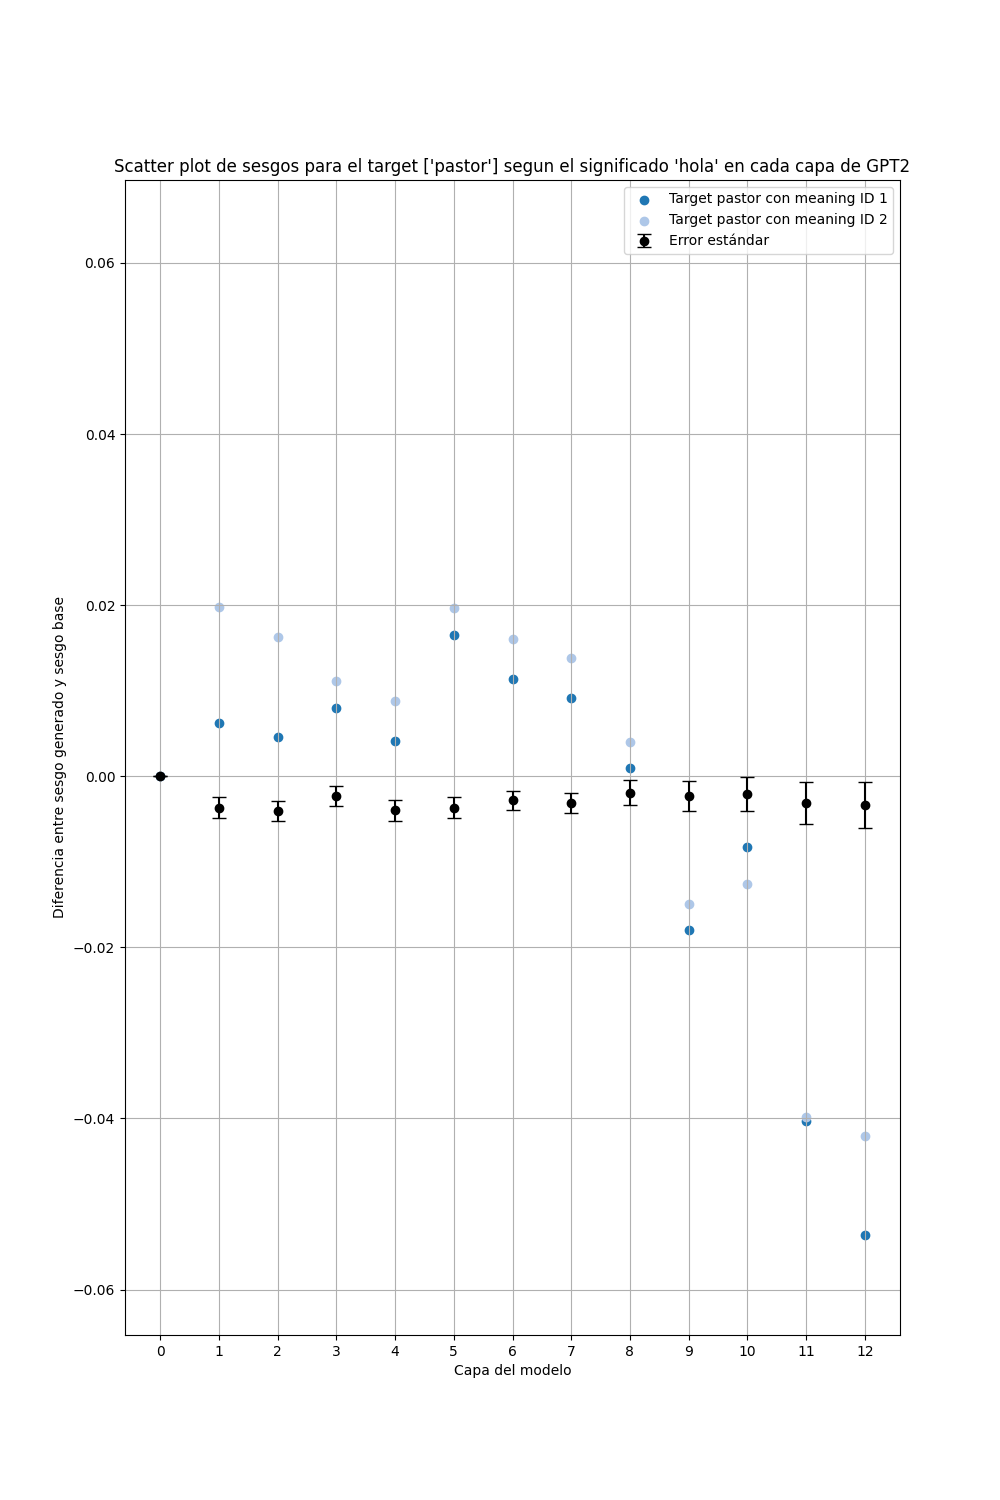 Scatter plot de sesgos para el target ['pastor'] segun el significado 'hola' en cada capa de GPT2
Target pastor con meaning ID 1
Target pastor con meaning ID 2
Error estándar
Diferencia entre sesgo generado y sesgo base
0.06
0.04
0.02
0.00
−0.02
−0.04
−0.06
0 1 2 3 4 5 6 7 8 9 10 11 12
Capa del modelo